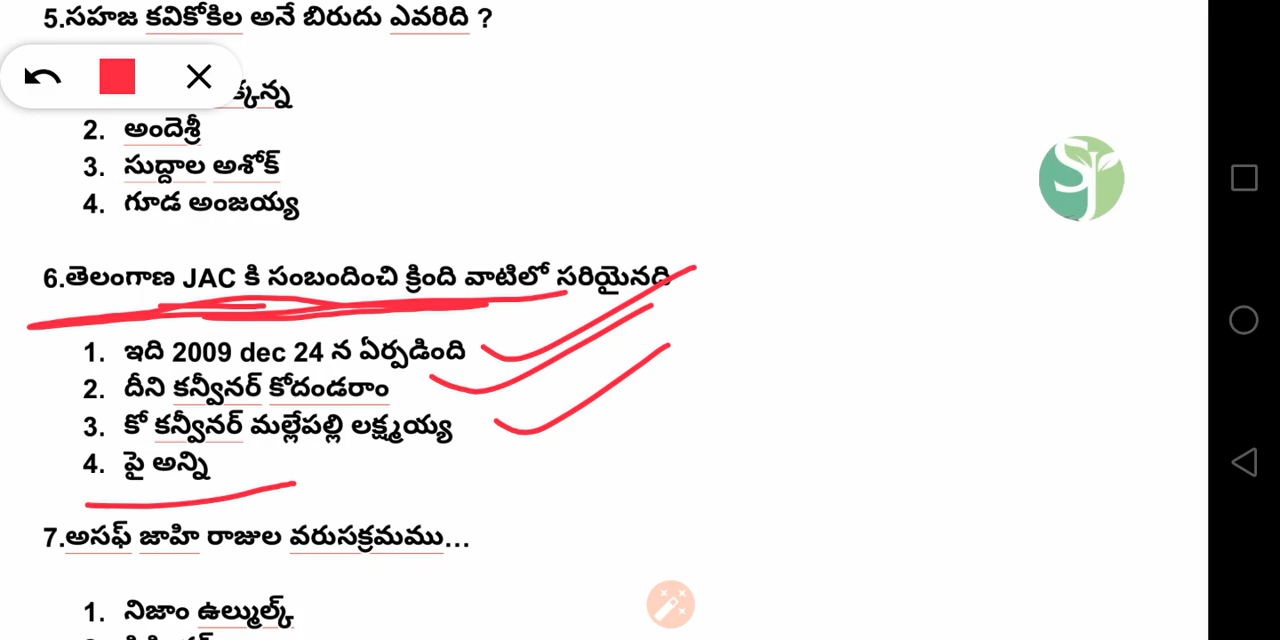 5.సహజ కవికోకిల అనే బిరుదు ఎవరిది ?
క్కన్న
2. అందెశ్రీ
3. సుద్దాల అశోక్
4. గూడ అంజయ్య
6.తెలంగాణ JAC కి సంబందించి క్రింది వాటిలో సరియైనది
1. ఇది 2009 dec 24 న ఏర్పడింది
2. దీని కన్వీనర్ కోదండరాం
3. కో కన్వీనర్ మల్లేపల్లి లక్ష్మయ్య
4. పై అన్ని
7.అసఫ్ జాహి రాజుల వరుసక్రమము...
1. నిజాం ఉల్ముల్క్